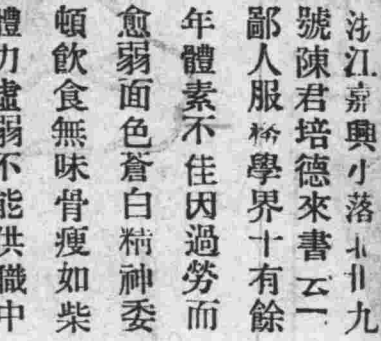 浙江嘉興小落北廿九
號陳君培德來書云一
鄙人服務學界十有餘
年體素不佳因過勞而
愈弱面色蒼白精神委
頓飲食無味骨瘦如柴
體力虛弱不能供職中